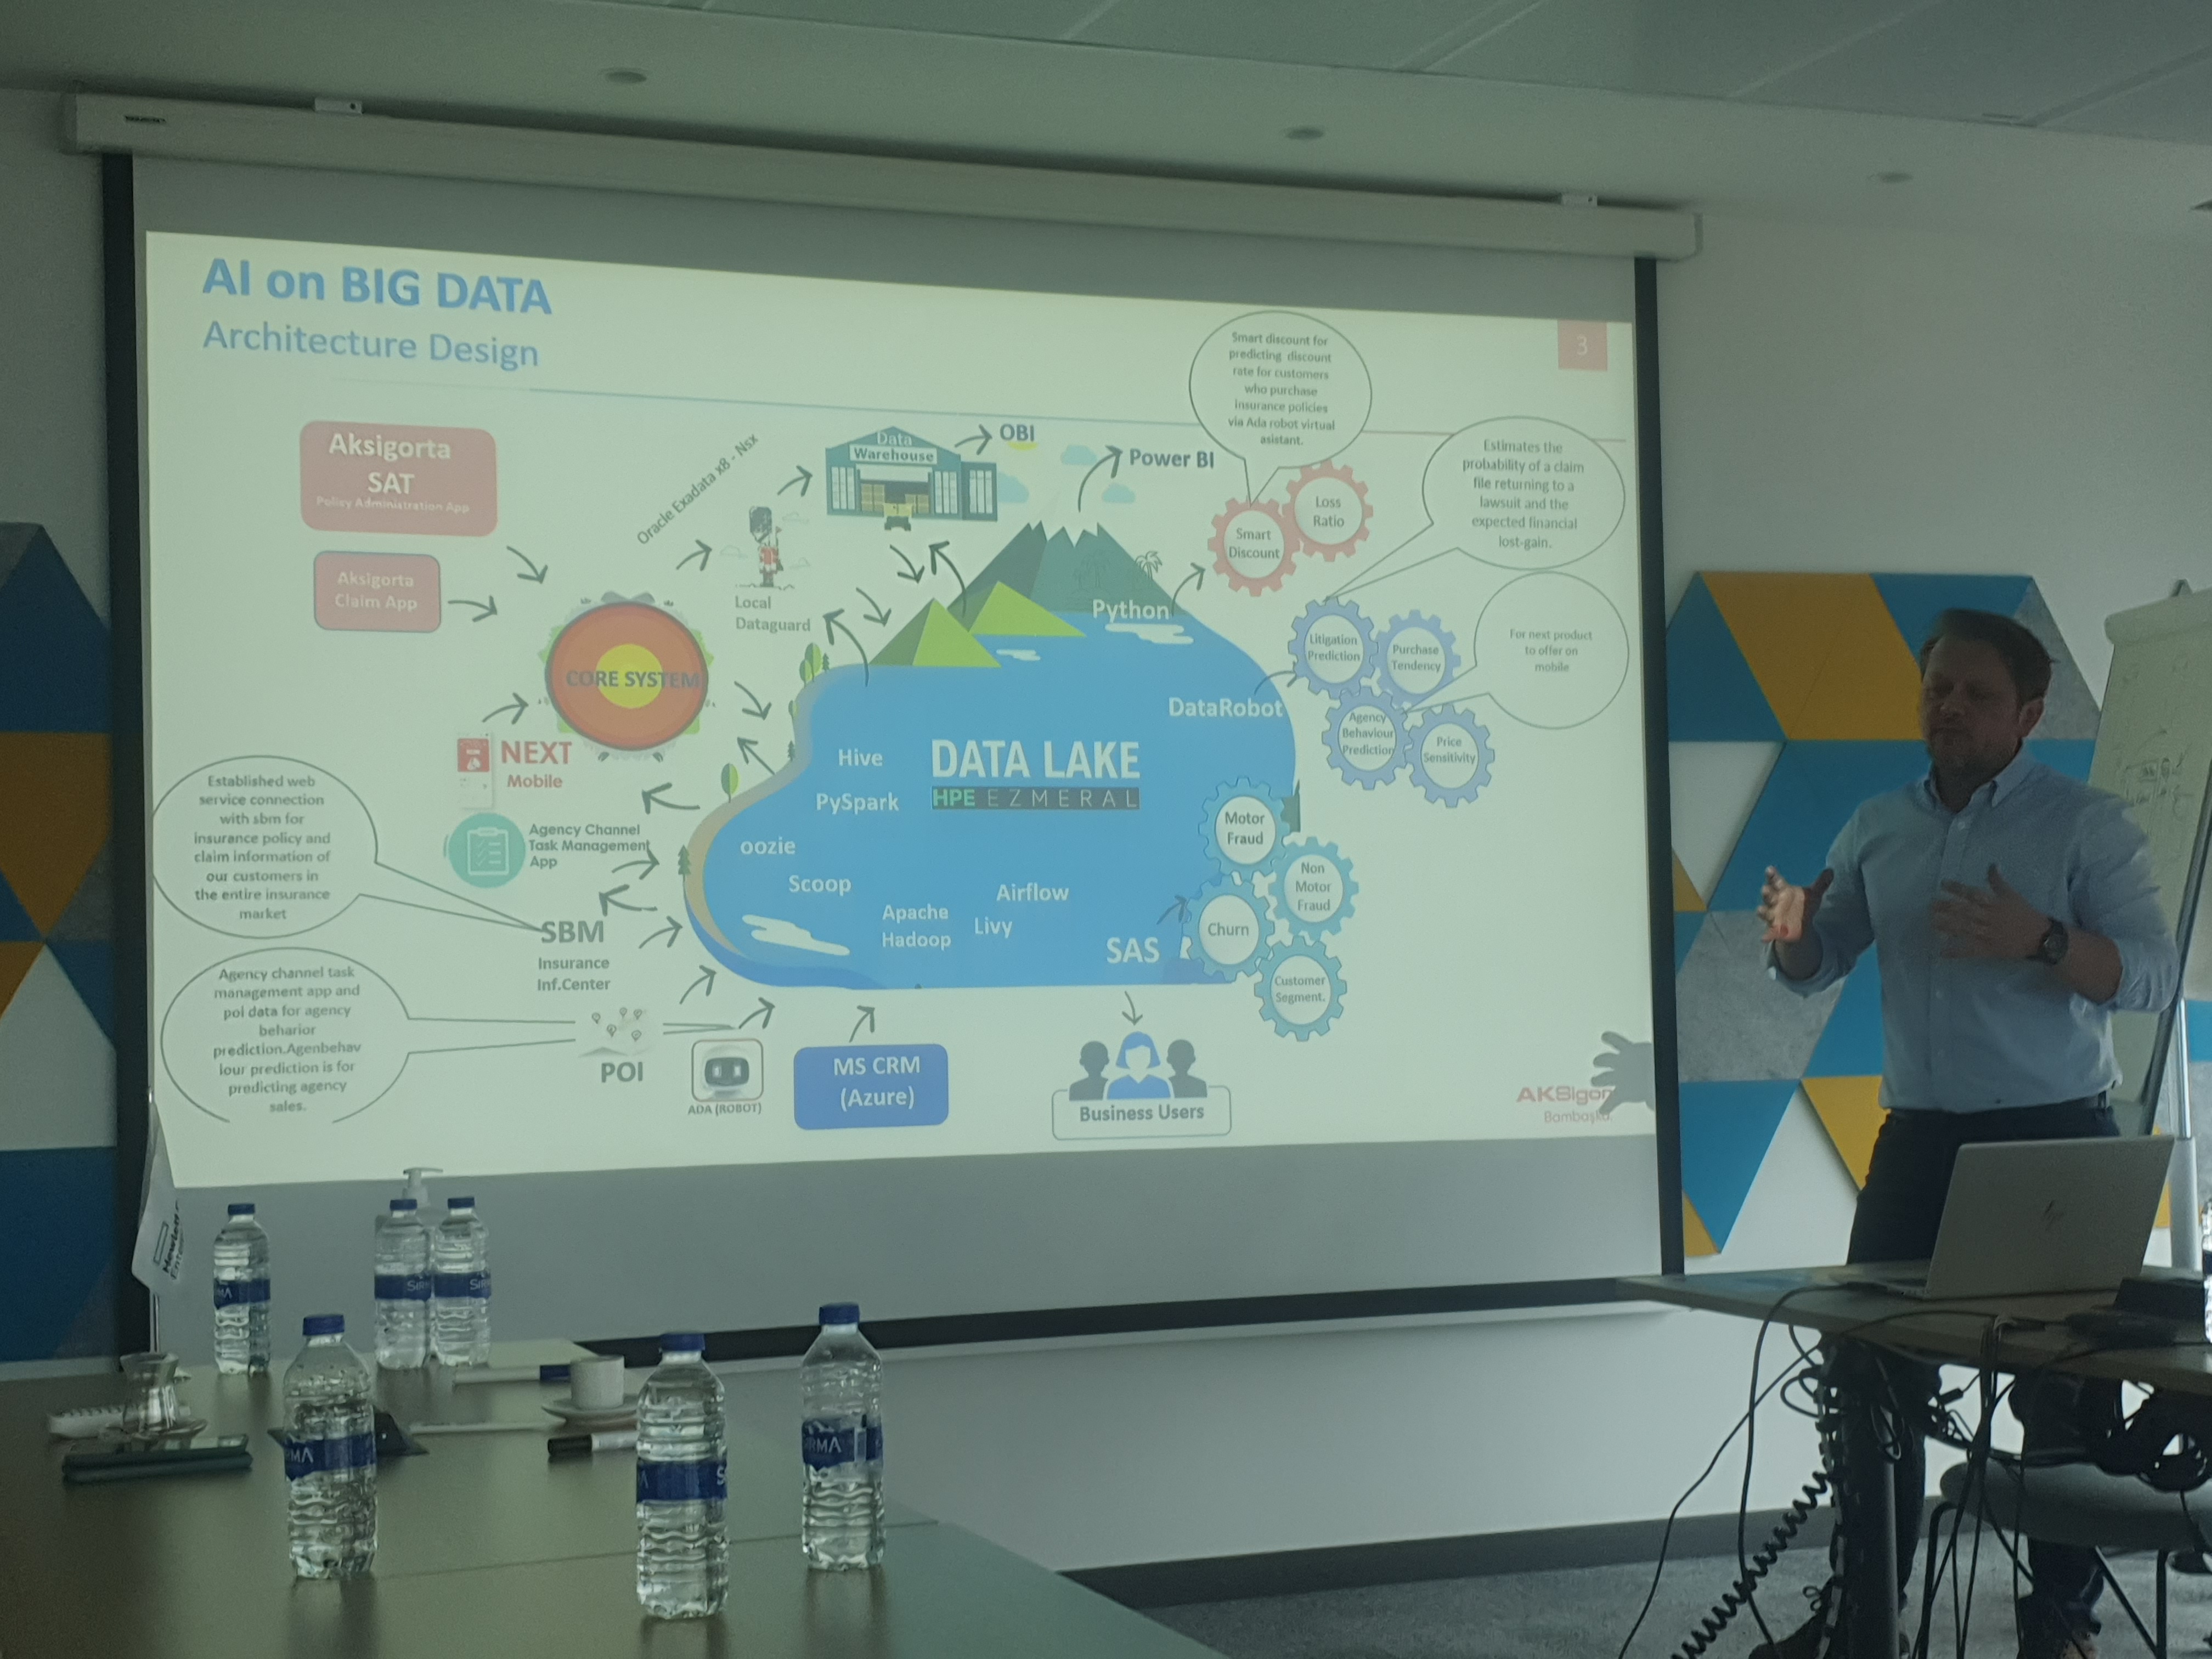 AI on BIG DATA
Architecture Design
3
Aksigorta
SAT
Policy Administration App
Aksigorta
Claim App
Oracle Exadata x8 - Nsx
Data
Warehouse
OBI
Power BI
Local
Dataguard
CORE SYSTEM
NEXT
Mobile
Agency Channel
Task Management
App
SBM
Insurance
Inf.Center
POI
ADA (ROBOT)
MS CRM
(Azure)
Business Users
Python
DataRobot
DATA LAKE
HPE EZMERAL
Hive
PySpark
oozie
Scoop
Apache
Hadoop
Airflow
Livy
SAS
Smart
Discount
Loss
Ratio
Litigation
Prediction
Purchase
Tendency
Agency
Behaviour
Prediction
Price
Sensitivity
Motor
Fraud
Non
Motor
Fraud
Churn
Customer
Segment.
Smart discount for
predicting discount
rate for customers
who purchase
insurance policies
via Ada robot virtual
asistant.
Estimates the
probability of a claim
file returning to a
lawsuit and the
expected financial
lost-gain.
For next product
to offer on
mobile
Established web
service connection
with sbm for
insurance policy and
claim information of
our customers in
the entire insurance
market
Agency channel task
management app and
poi data for agency
beharior
prediction.Agenbehav
iour prediction is for
predicting agency
sales.
AKSigor
Bambaşka.
hp